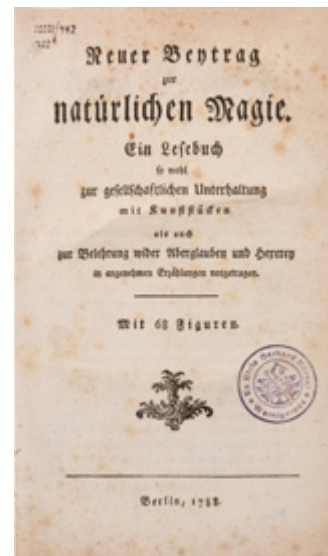 Neuer Beytrag
zur
natürlichen Magie.
Ein Lesebuch
so wohl
zur gesellschaftlichen Unterhaltung
mit Kunststücken
als auch
zur Belehrung wider Aberglauben und Hexerey
in angenehmen Erzählungen vorgetragen.
Mit 68 Figuren.
Berlin, 1788.